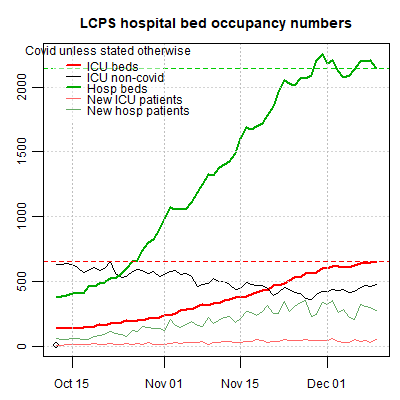 LCPS hospital bed occupancy numbers
Covid unless stated otherwise
ICU beds
ICU non-covid
Hosp beds
New ICU patients
New hosp patients
2000
1500
1000
500
0
Oct 15
Nov 01
Nov 15
Dec 01